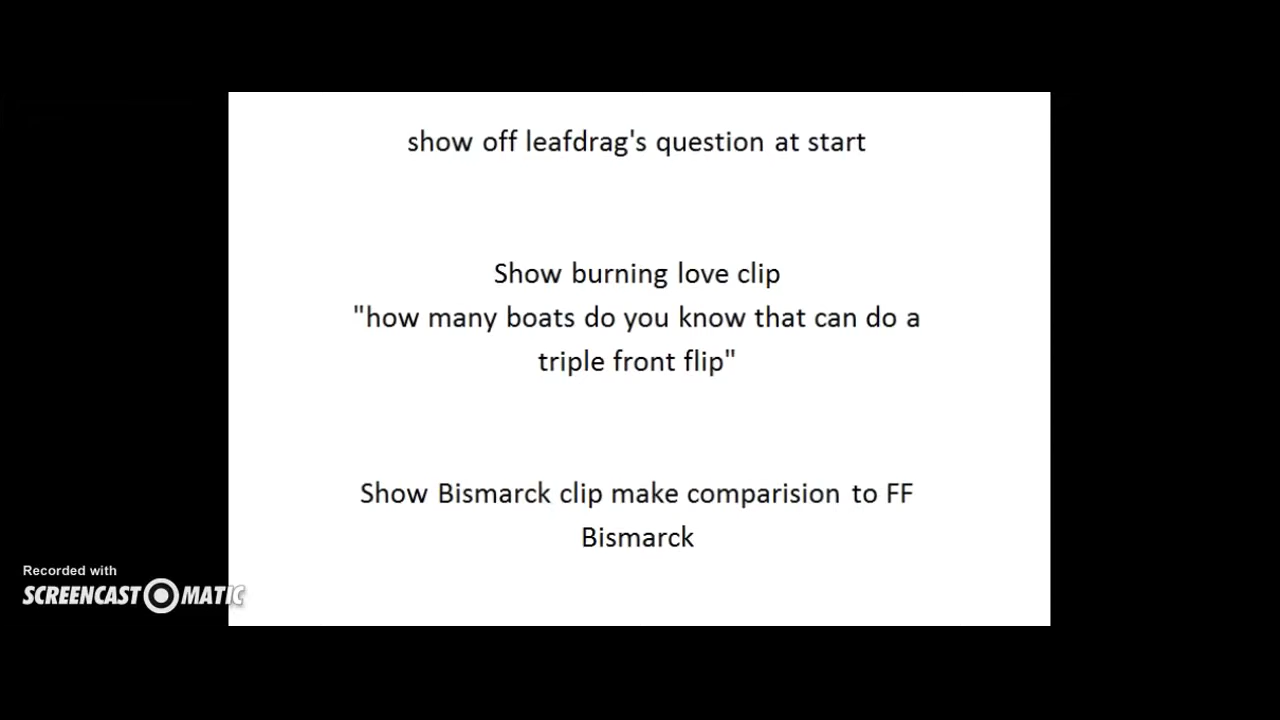 show off leafdrag's question at start
Show burning love clip
"how many boats do you know that can do a
triple front flip"
Show Bismarck clip make comparision to FF
Bismarck
Recorded with
SCREENCAST MATIC